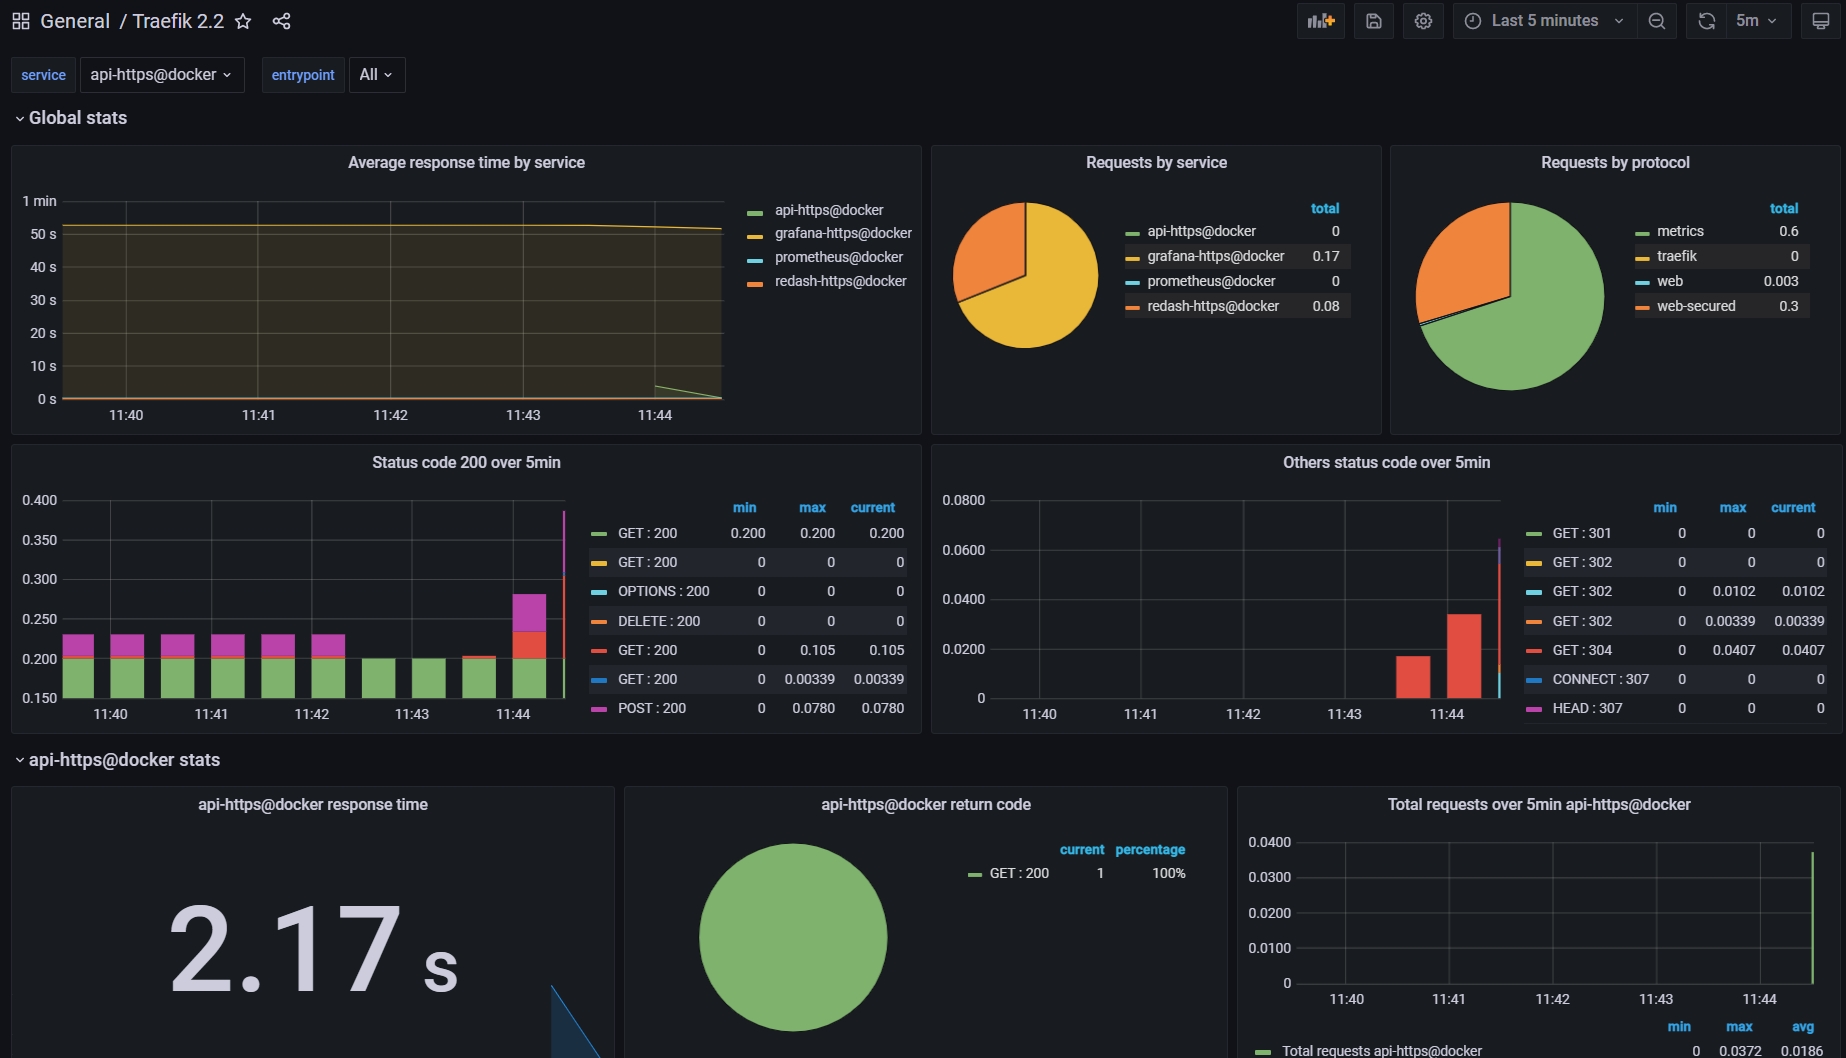 General / Traefik 2.2
Last 5 minutes
5m
service api-https@docker entrypoint All
Global stats
Average response time by service
1 min
50 s
40 s
30 s
20 s
10 s
0 s
11:40 11:41 11:42 11:43 11:44
api-https@docker
grafana-https@docker
prometheus@docker
redash-https@docker
Requests by service
total
api-https@docker 0
grafana-https@docker 0.17
prometheus@docker 0
redash-https@docker 0.08
Requests by protocol
total
metrics 0.6
traefik 0
web 0.003
web-secured 0.3
Status code 200 over 5min
0.400
0.350
0.300
0.250
0.200
0.150
11:40 11:41 11:42 11:43 11:44
min max current
GET : 200 0.200 0.200 0.200
GET : 200 0 0 0
OPTIONS : 200 0 0 0
DELETE : 200 0 0 0
GET : 200 0 0.105 0.105
GET : 200 0 0.00339 0.00339
POST : 200 0 0.0780 0.0780
Others status code over 5min
0.0800
0.0600
0.0400
0.0200
0
11:40 11:41 11:42 11:43 11:44
min max current
GET : 301 0 0 0
GET : 302 0 0 0
GET : 302 0 0.0102 0.0102
GET : 302 0 0.00339 0.00339
GET : 304 0 0.0407 0.0407
CONNECT : 307 0 0 0
HEAD : 307 0 0 0
api-https@docker stats
api-https@docker response time
2.17 s
api-https@docker return code
current percentage
GET : 200 1 100%
Total requests over 5min api-https@docker
0.0400
0.0300
0.0200
0.0100
0
11:40 11:41 11:42 11:43 11:44
min max avg
Total requests api-https@docker 0 0.0372 0.0186